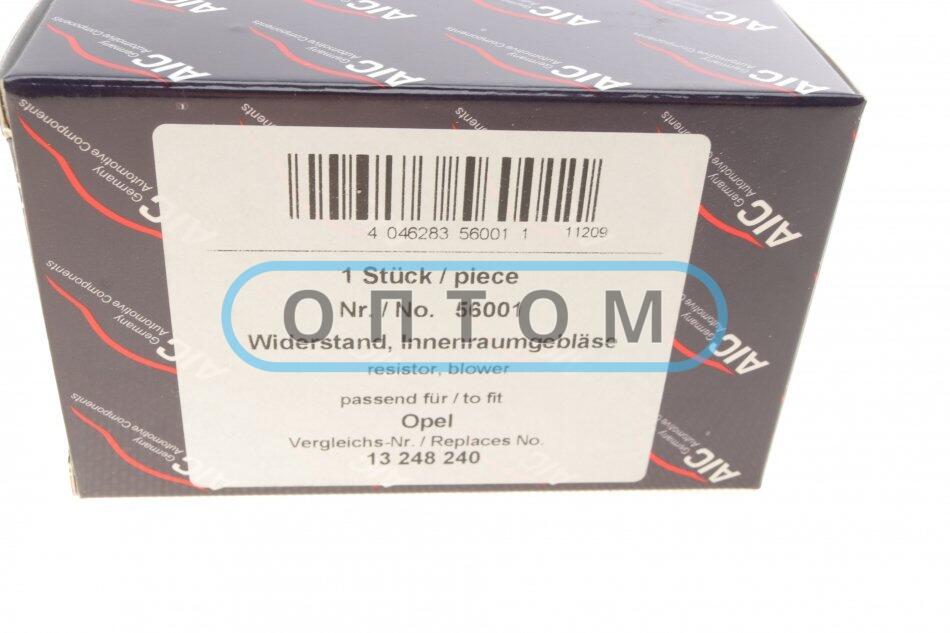 AIC Germany
Automotive Components
4 046283 56001 1 11209
1 Stück / piece
Nr. / No. 56001
ОПТОМ
Widerstand, Innenraumgebläse
resistor, blower
passend für / to fit
Opel
Vergleichs-Nr. / Replaces No.
13 248 240